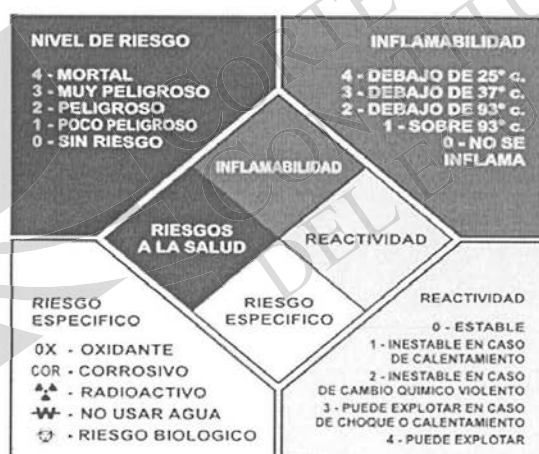 NIVEL DE RIESGO
4 - MORTAL
3 - MUY PELIGROSO
2 - PELIGROSO
1 - POCO PELIGROSO
0 - SIN RIESGO
INFLAMABILIDAD
4 - DEBAJO DE 25° c.
3 - DEBAJO DE 37° c.
2 - DEBAJO DE 93° c.
1 - SOBRE 93° c.
0 - NO SE
INFLAMA
INFLAMABILIDAD
RIESGOS
A LA SALUD
REACTIVIDAD
RIESGO
ESPECIFICO
RIESGO
ESPECIFICO
OX - OXIDANTE
COR - CORROSIVO
- RADIOACTIVO
W - NO USAR AGUA
- RIESGO BIOLOGICO
REACTIVIDAD
0 - ESTABLE
1 - INESTABLE EN CASO
DE CALENTAMIENTO
2 - INESTABLE EN CASO
DE CAMBIO QUIMICO VIOLENTO
3 - PUEDE EXPLOTAR EN CASO
DE CHOQUE O CALENTAMIENTO
4 - PUEDE EXPLOTAR
CORTE
DEL